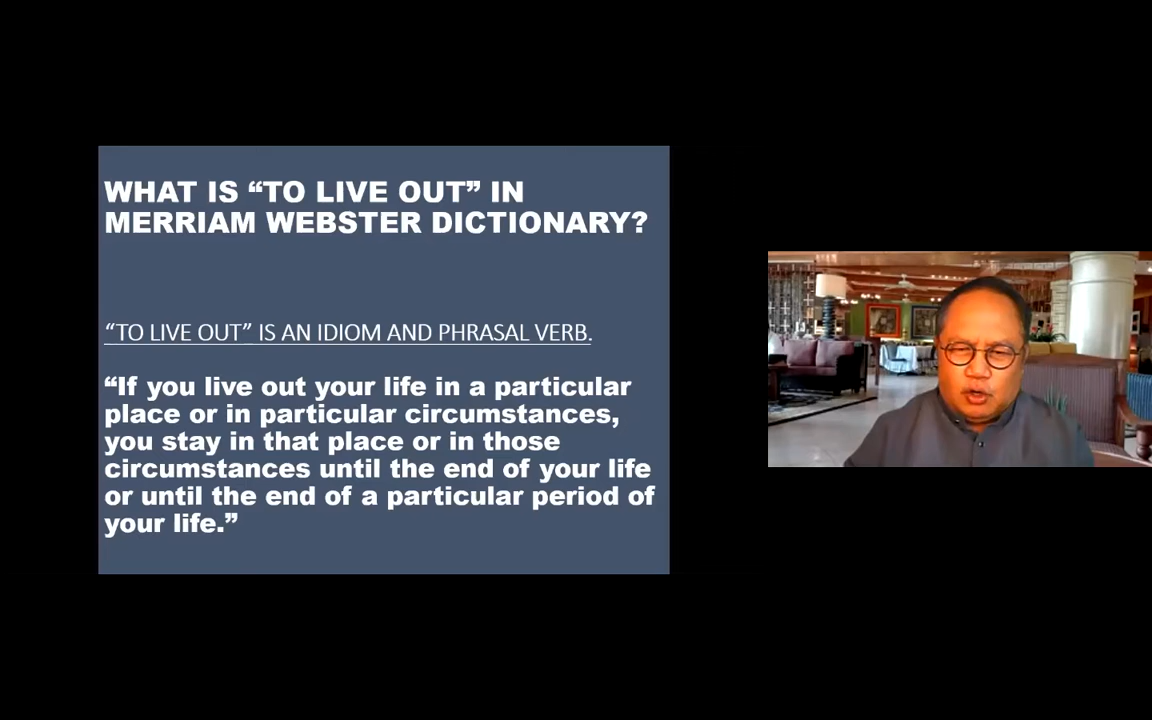 WHAT IS “TO LIVE OUT” IN
MERRIAM WEBSTER DICTIONARY?
“TO LIVE OUT” IS AN IDIOM AND PHRASAL VERB.
“If you live out your life in a particular
place or in particular circumstances,
you stay in that place or in those
circumstances until the end of your life
or until the end of a particular period of
your life.”